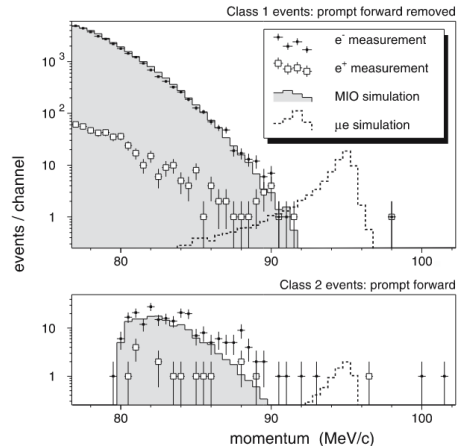 Class 1 events: prompt forward removed
e⁻ measurement
e⁺ measurement
MIO simulation
μe simulation
10³
10²
10
1
events / channel
80
90
100
Class 2 events: prompt forward
10
1
80
90
100
momentum (MeV/c)